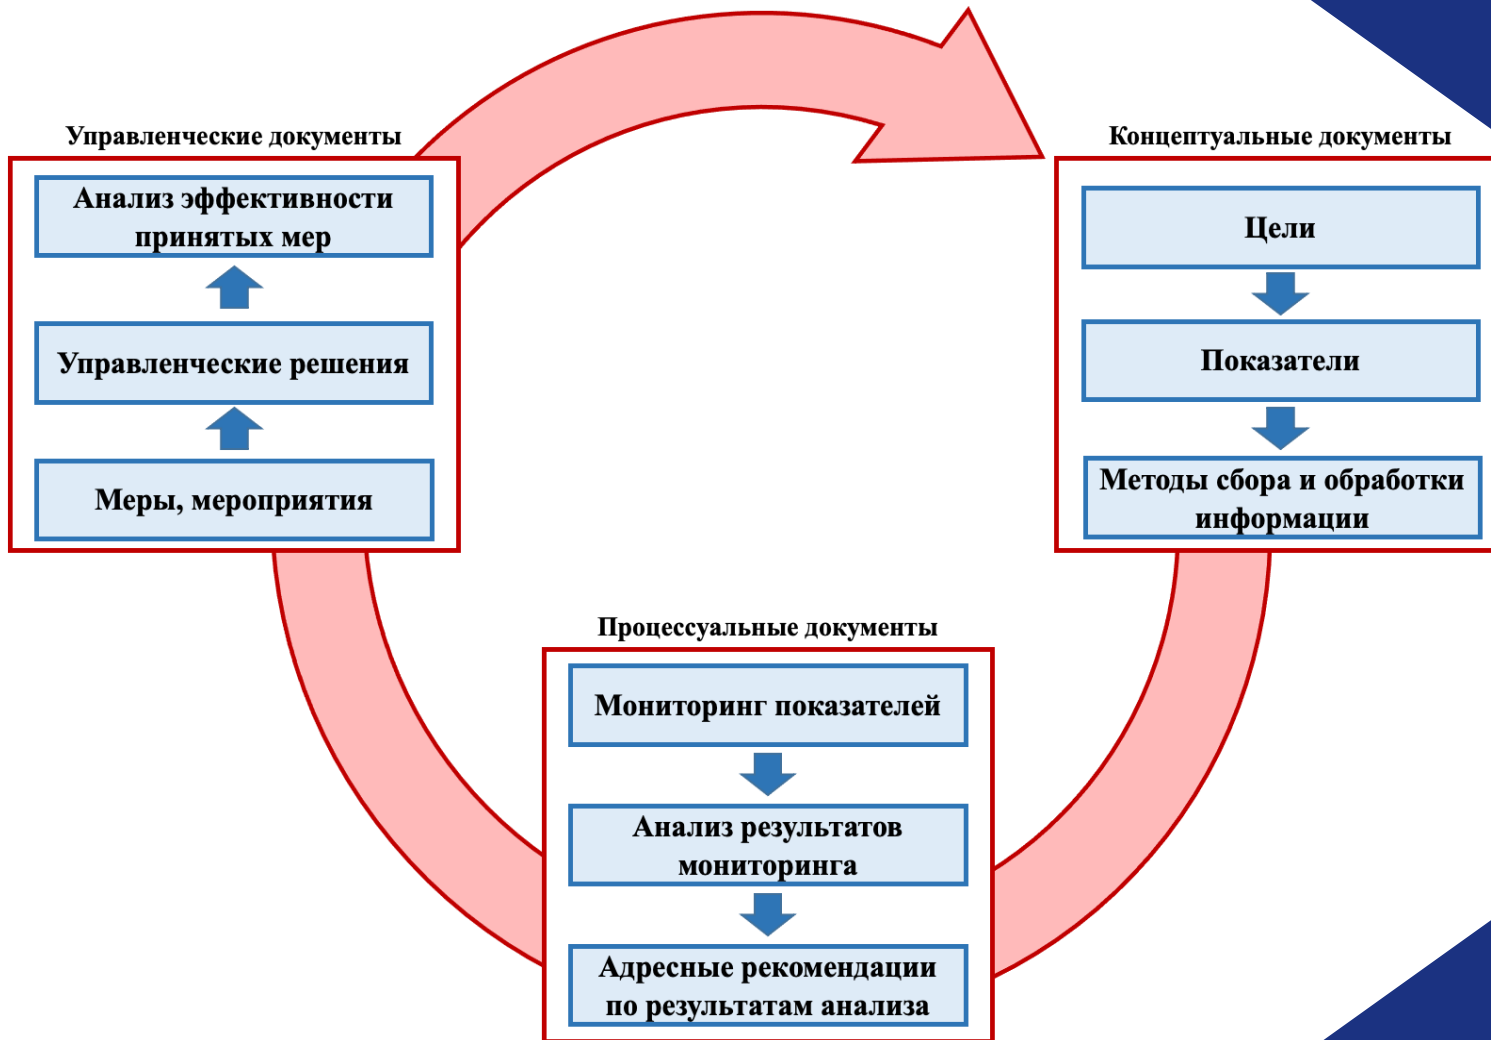 Управленческие документы
Анализ эффективности
принятых мер
Управленческие решения
Меры, мероприятия
Концептуальные документы
Цели
Показатели
Методы сбора и обработки
информации
Процессуальные документы
Мониторинг показателей
Анализ результатов
мониторинга
Адресные рекомендации
по результатам анализа